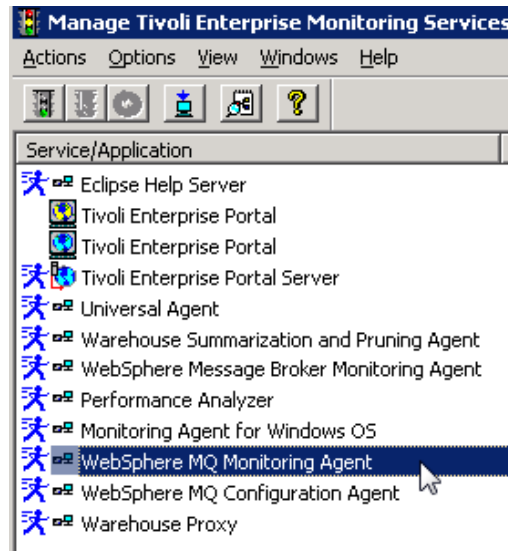 Manage Tivoli Enterprise Monitoring Services
Actions Options View Windows Help
Service/Application
Eclipse Help Server
Tivoli Enterprise Portal
Tivoli Enterprise Portal
Tivoli Enterprise Portal Server
Universal Agent
Warehouse Summarization and Pruning Agent
WebSphere Message Broker Monitoring Agent
Performance Analyzer
Monitoring Agent for Windows OS
WebSphere MQ Monitoring Agent
WebSphere MQ Configuration Agent
Warehouse Proxy